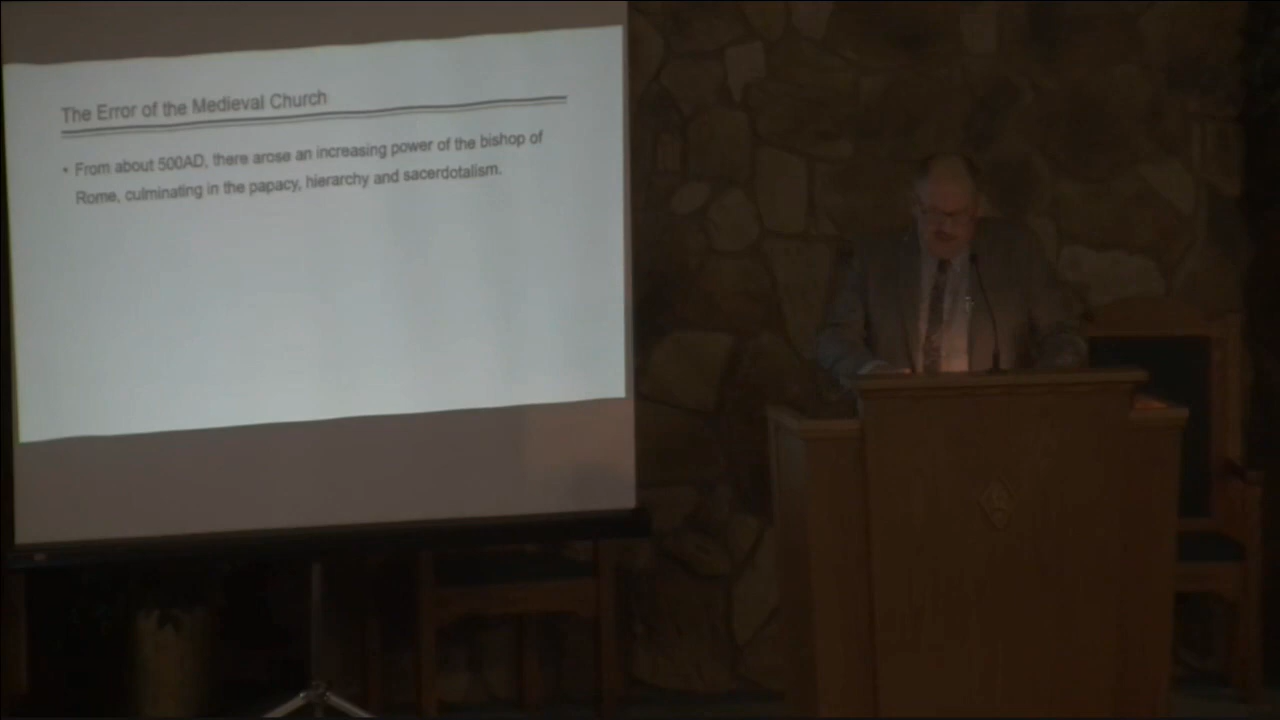 The Error of the Medieval Church
• From about 500AD, there arose an increasing power of the bishop of
Rome, culminating in the papacy, hierarchy and sacerdotalism.